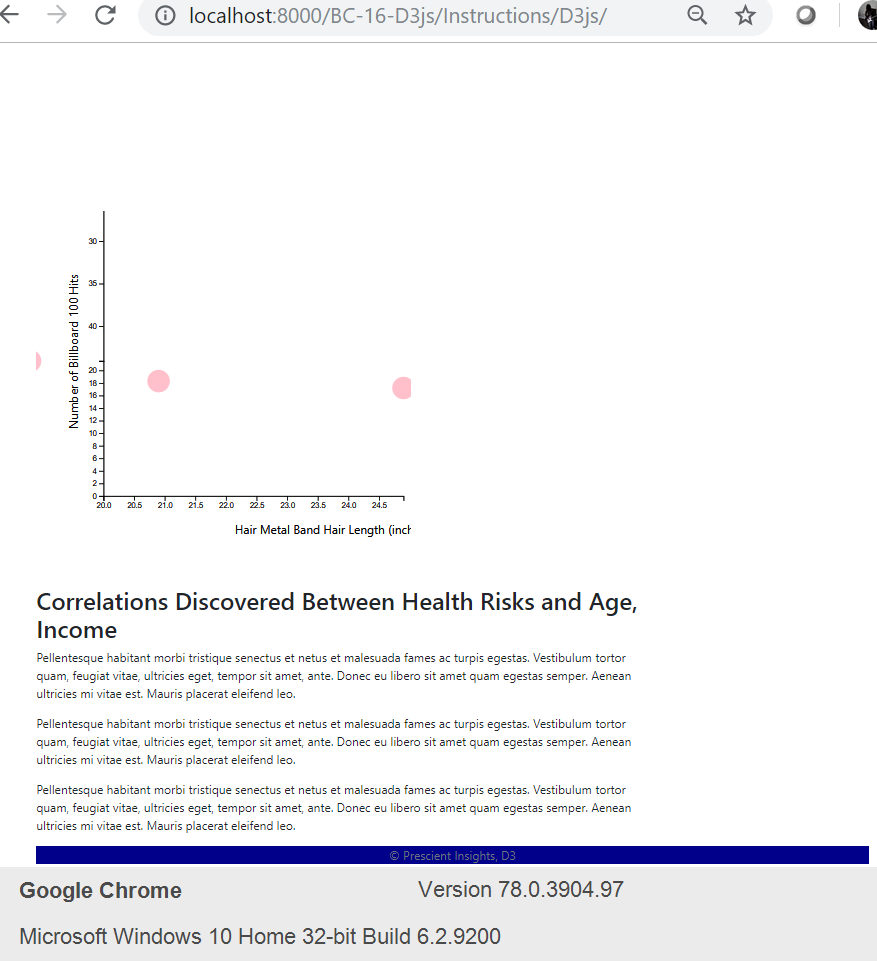 localhost:8000/BC-16-D3js/Instructions/D3js/
Number of Billboard 100 Hits
30
35
40
20
18
16
14
12
10
8
6
4
2
0
20.0 20.5 21.0 21.5 22.0 22.5 23.0 23.5 24.0 24.5
Hair Metal Band Hair Length (inch
Correlations Discovered Between Health Risks and Age,
Income
Pellentesque habitant morbi tristique senectus et netus et malesuada fames ac turpis egestas. Vestibulum tortor
quam, feugiat vitae, ultricies eget, tempor sit amet, ante. Donec eu libero sit amet quam egestas semper. Aenean
ultricies mi vitae est. Mauris placerat eleifend leo.
Pellentesque habitant morbi tristique senectus et netus et malesuada fames ac turpis egestas. Vestibulum tortor
quam, feugiat vitae, ultricies eget, tempor sit amet, ante. Donec eu libero sit amet quam egestas semper. Aenean
ultricies mi vitae est. Mauris placerat eleifend leo.
Pellentesque habitant morbi tristique senectus et netus et malesuada fames ac turpis egestas. Vestibulum tortor
quam, feugiat vitae, ultricies eget, tempor sit amet, ante. Donec eu libero sit amet quam egestas semper. Aenean
ultricies mi vitae est. Mauris placerat eleifend leo.
© Prescient Insights, D3
Google Chrome Version 78.0.3904.97
Microsoft Windows 10 Home 32-bit Build 6.2.9200